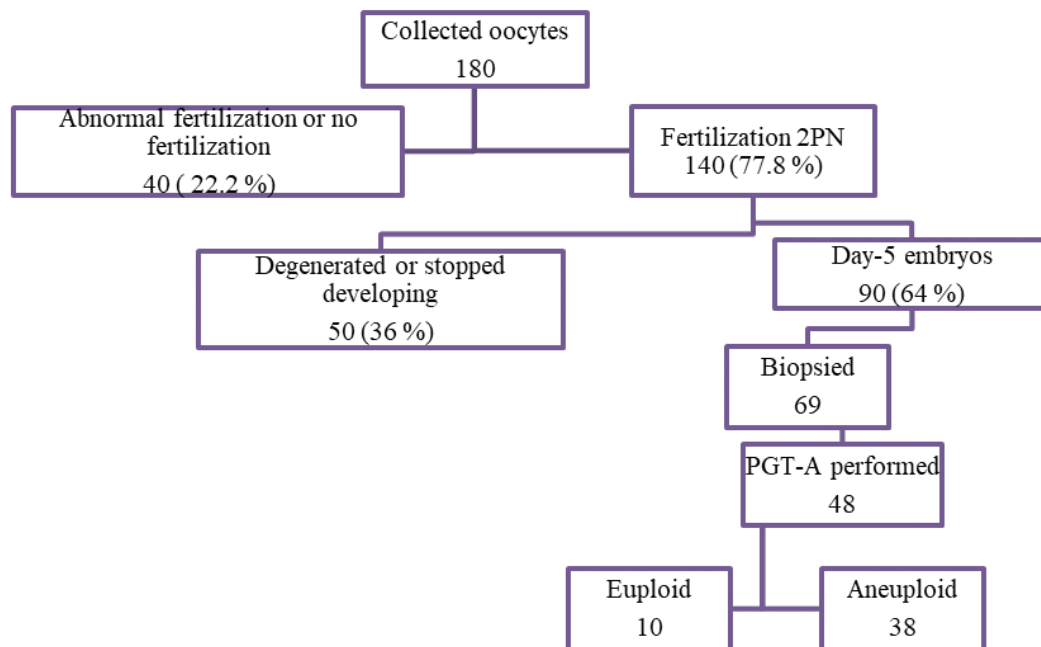 Collected oocytes
180
Abnormal fertilization or no
fertilization
40 ( 22.2 %)
Fertilization 2PN
140 (77.8 %)
Degenerated or stopped
developing
50 (36 %)
Day-5 embryos
90 (64 %)
Biopsied
69
PGT-A performed
48
Euploid
10
Aneuploid
38